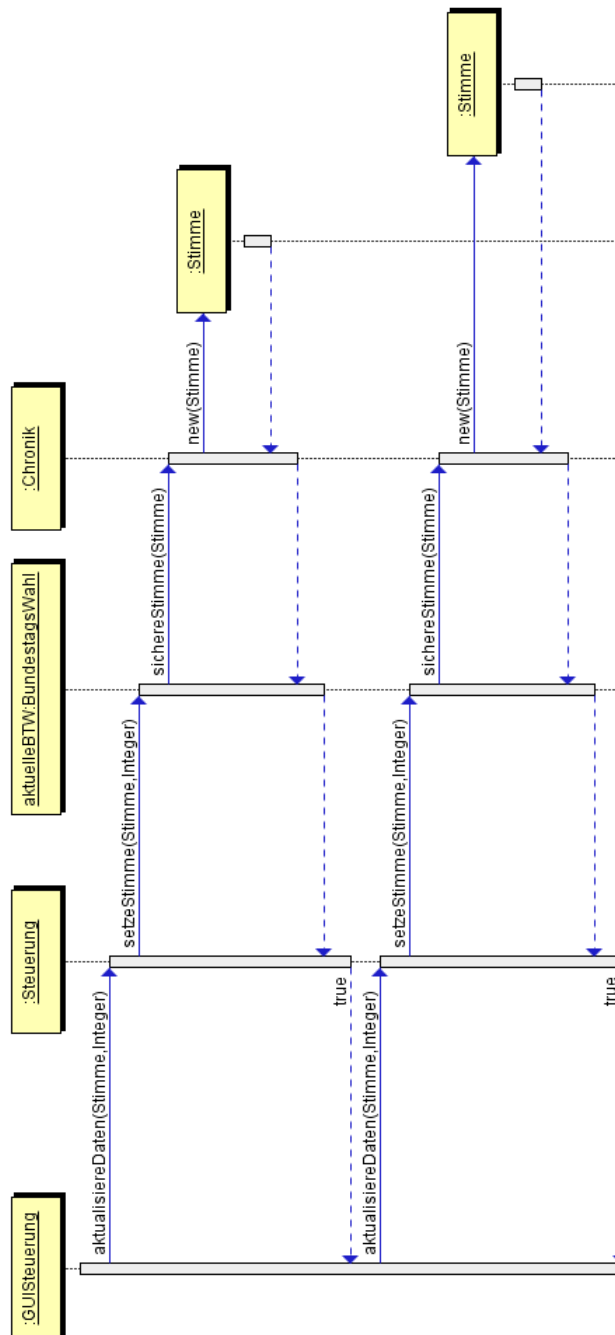 :GUISteuerung
:Steuerung
aktuelleBTW:BundestagsWahl
:Chronik
aktualisiereDaten(Stimme,Integer)
setzeStimme(Stimme,Integer)
sichereStimme(Stimme)
new(Stimme)
:Stimme
true
aktualisiereDaten(Stimme,Integer)
setzeStimme(Stimme,Integer)
sichereStimme(Stimme)
new(Stimme)
:Stimme
true